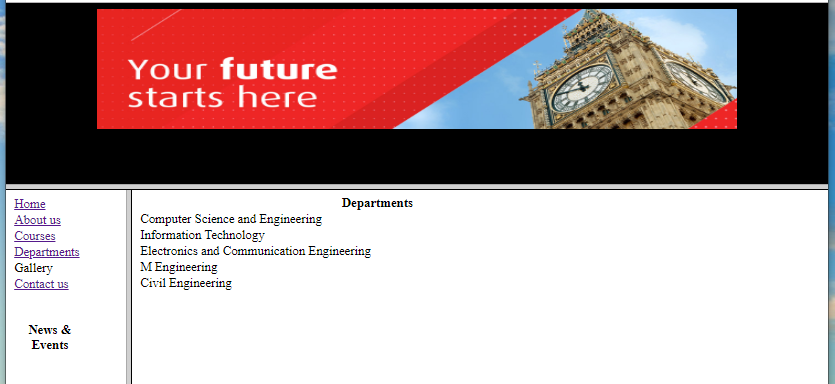 Your future
starts here
Home
About us
Courses
Departments
Gallery
Contact us
News &
Events
Departments
Computer Science and Engineering
Information Technology
Electronics and Communication Engineering
M Engineering
Civil Engineering